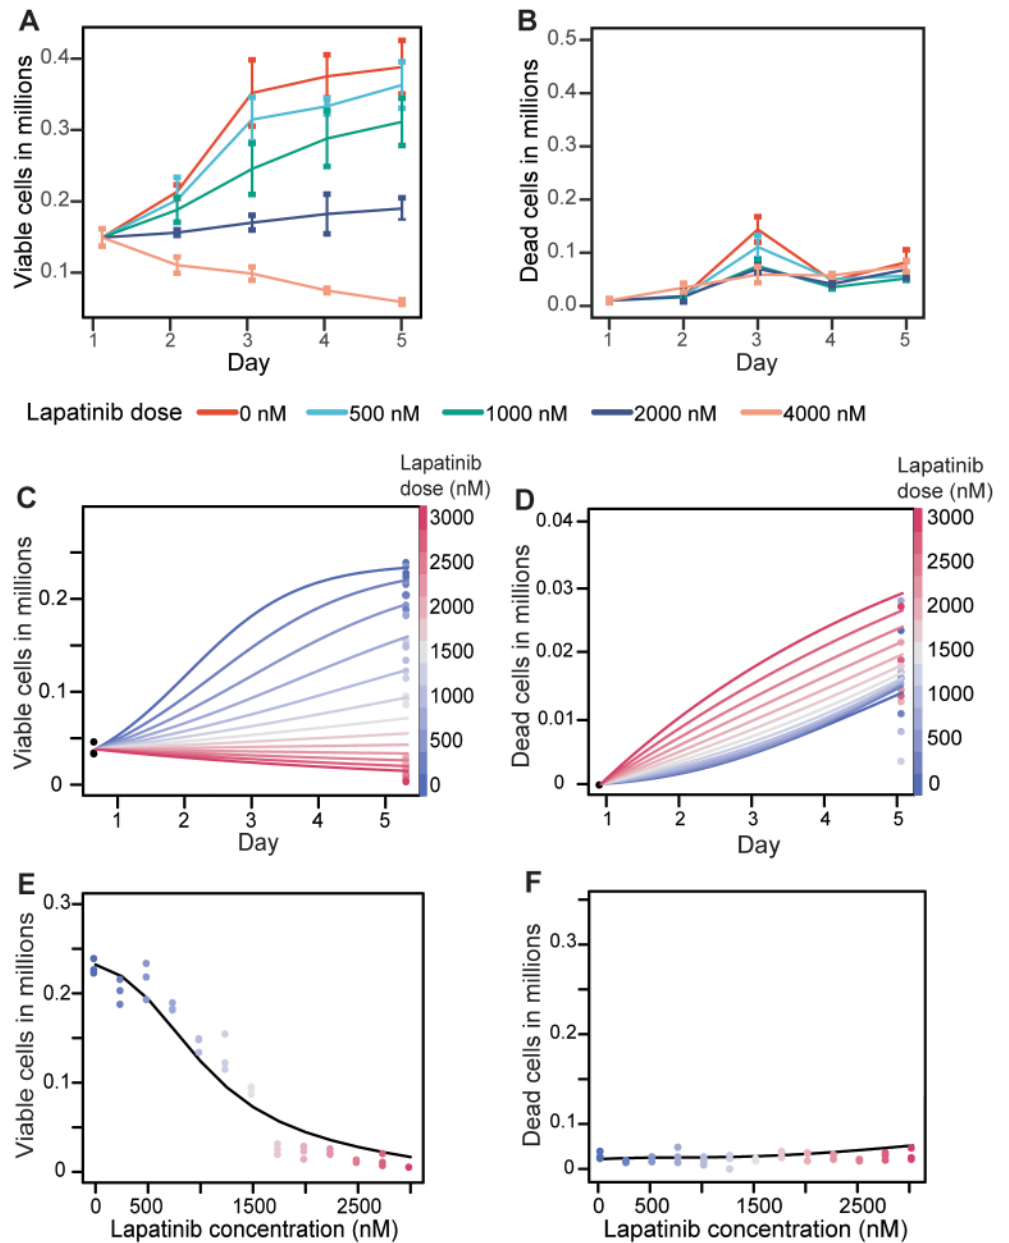 A
B
Viable cells in millions
0.4
0.3
0.2
0.1
1 2 3 4 5
Day
Dead cells in millions
0.5
0.4
0.3
0.2
0.1
0.0
1 2 3 4 5
Day
Lapatinib dose 0 nM 500 nM 1000 nM 2000 nM 4000 nM
C
Viable cells in millions
0.2
0.1
0
1 2 3 4 5
Day
Lapatinib
dose (nM)
3000
2500
2000
1500
1000
500
0
D
Dead cells in millions
0.04
0.03
0.02
0.01
0
1 2 3 4 5
Day
Lapatinib
dose (nM)
3000
2500
2000
1500
1000
500
0
E
Viable cells in millions
0.3
0.2
0.1
0
0 500 1500 2500
Lapatinib concentration (nM)
F
Dead cells in millions
0.3
0.2
0.1
0
0 500 1500 2500
Lapatinib concentration (nM)